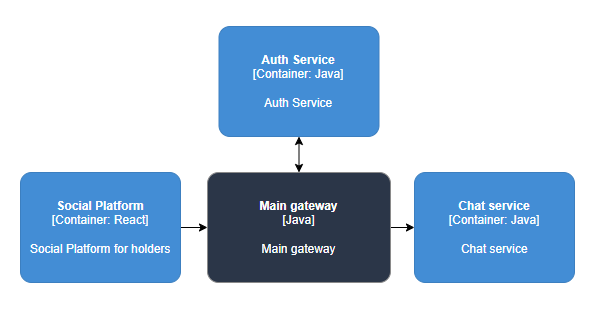 Auth Service
[Container: Java]
Auth Service
Social Platform
[Container: React]
Social Platform for holders
Main gateway
[Java]
Main gateway
Chat service
[Container: Java]
Chat service